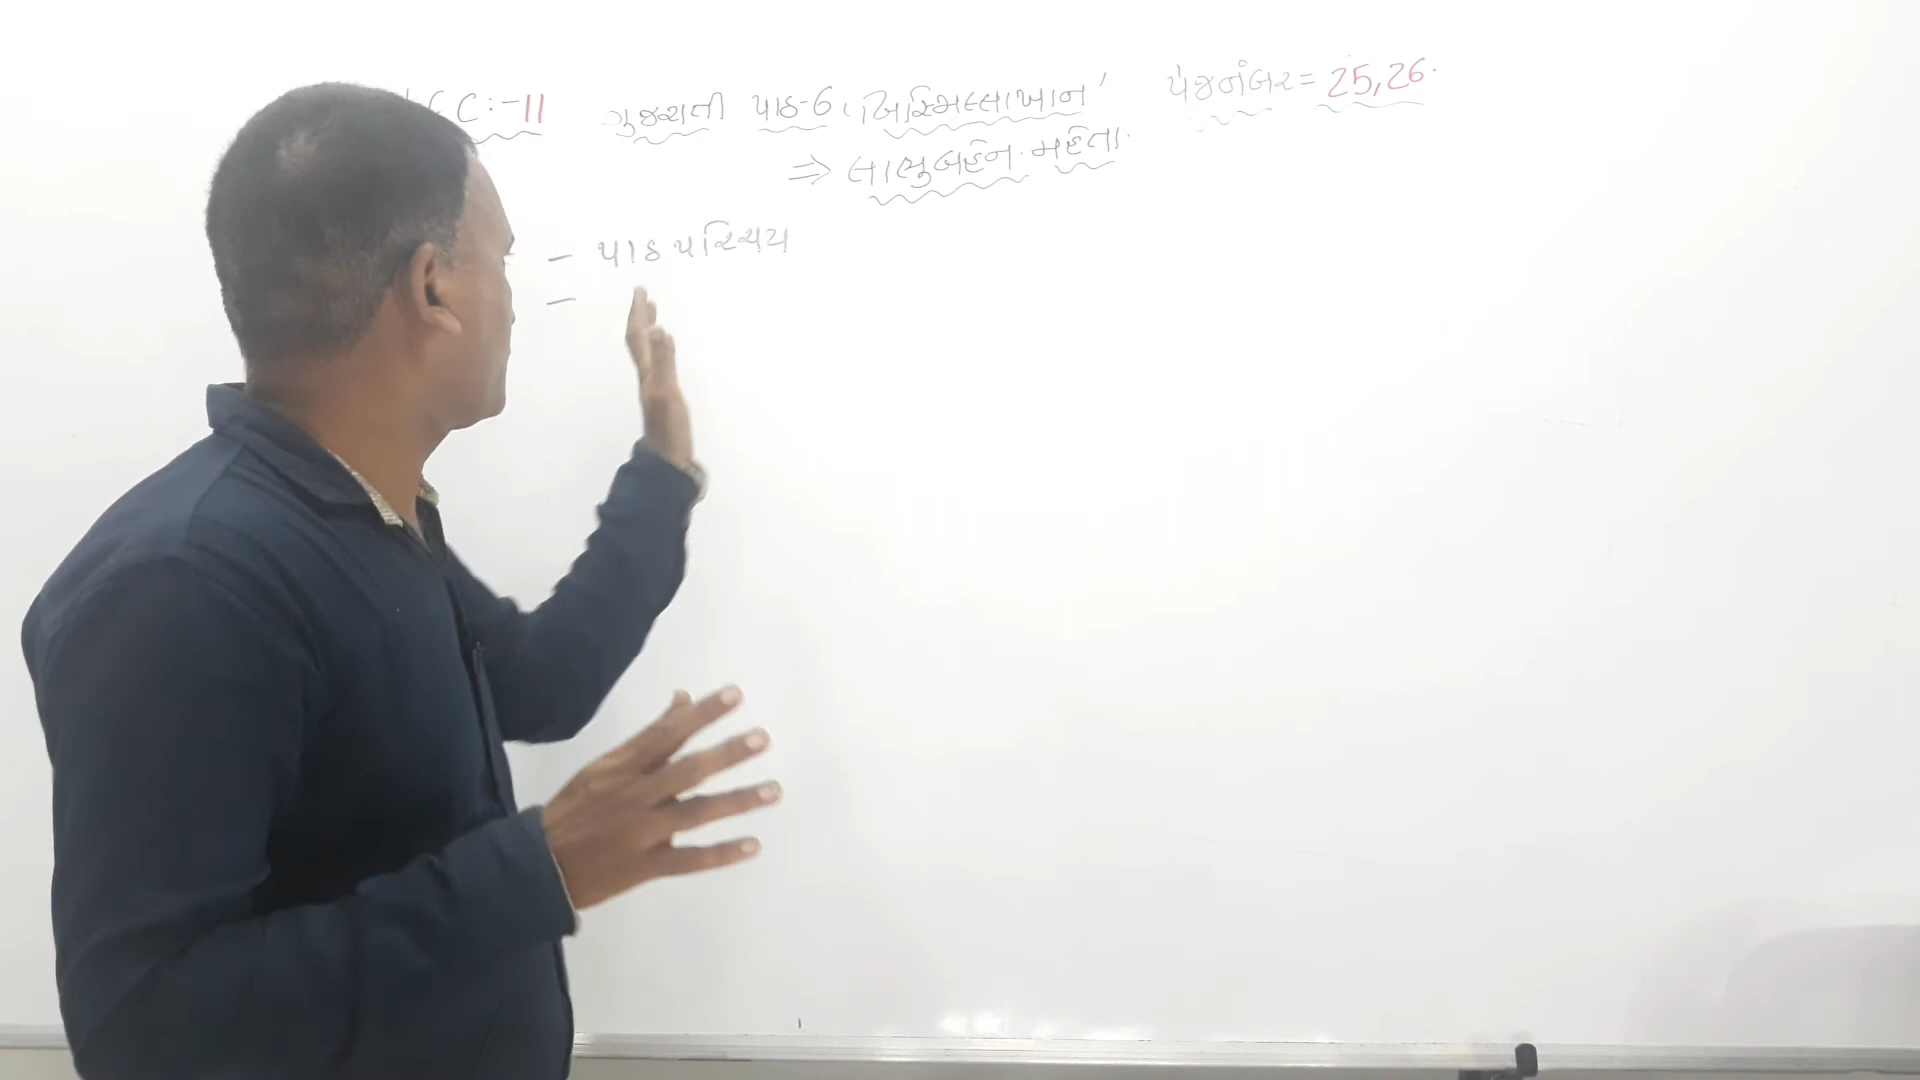 C:-11 ગુજરાતી પાઠ-6 'બિસ્મિલ્લાખાન' પેજનંબર = 25,26.
⇒ લાભુબહેન. મહેતા.
- પાઠ પરિચય
-